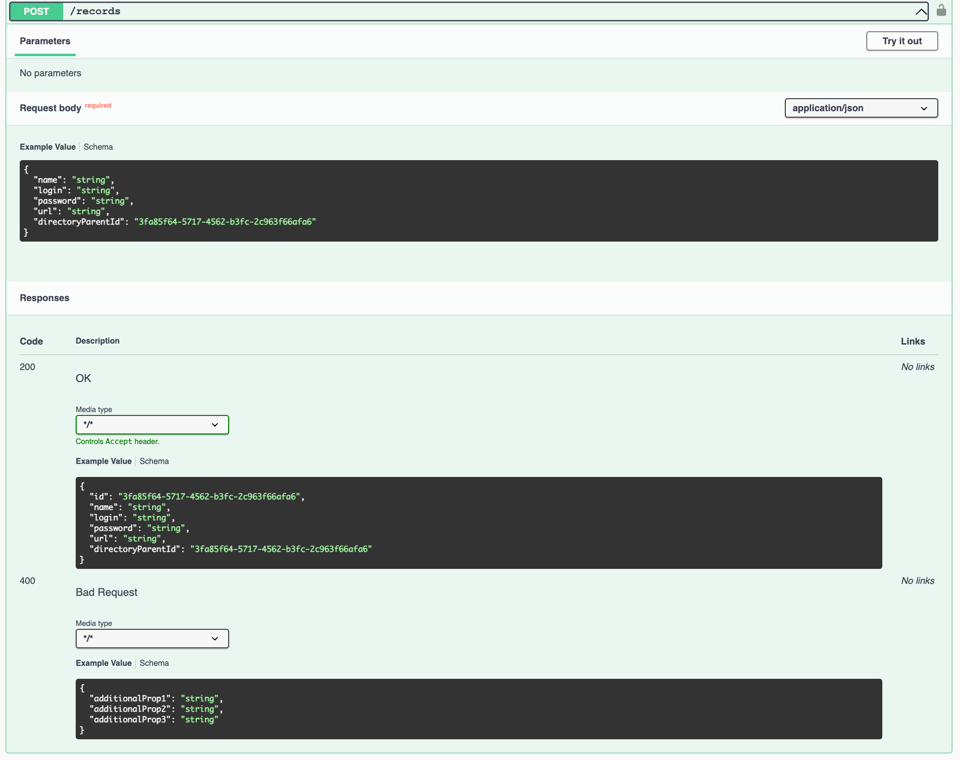 POST /records
Parameters
Try it out
No parameters
Request body required
application/json
Example Value Schema
{
  "name": "string",
  "login": "string",
  "password": "string",
  "url": "string",
  "directoryParentId": "3fa85f64-5717-4562-b3fc-2c963f66afa6"
}
Responses
Code Description Links
200 OK No links
Media type
*/*
Controls Accept header.
Example Value Schema
{
  "id": "3fa85f64-5717-4562-b3fc-2c963f66afa6",
  "name": "string",
  "login": "string",
  "password": "string",
  "url": "string",
  "directoryParentId": "3fa85f64-5717-4562-b3fc-2c963f66afa6"
}
400 Bad Request No links
Media type
*/*
Example Value Schema
{
  "additionalProp1": "string",
  "additionalProp2": "string",
  "additionalProp3": "string"
}